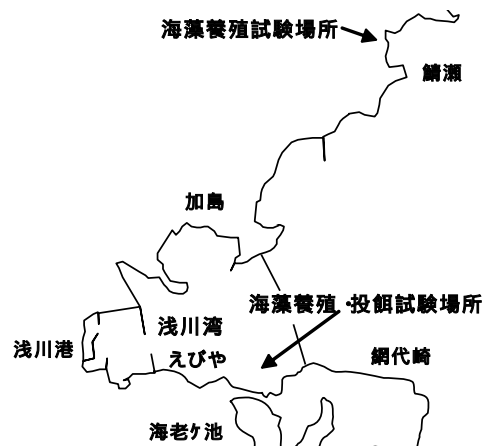 海藻養殖試験場所
鯖瀬
加島
海藻養殖・投餌試験場所
浅川湾
浅川港
えびや
網代崎
海老ケ池